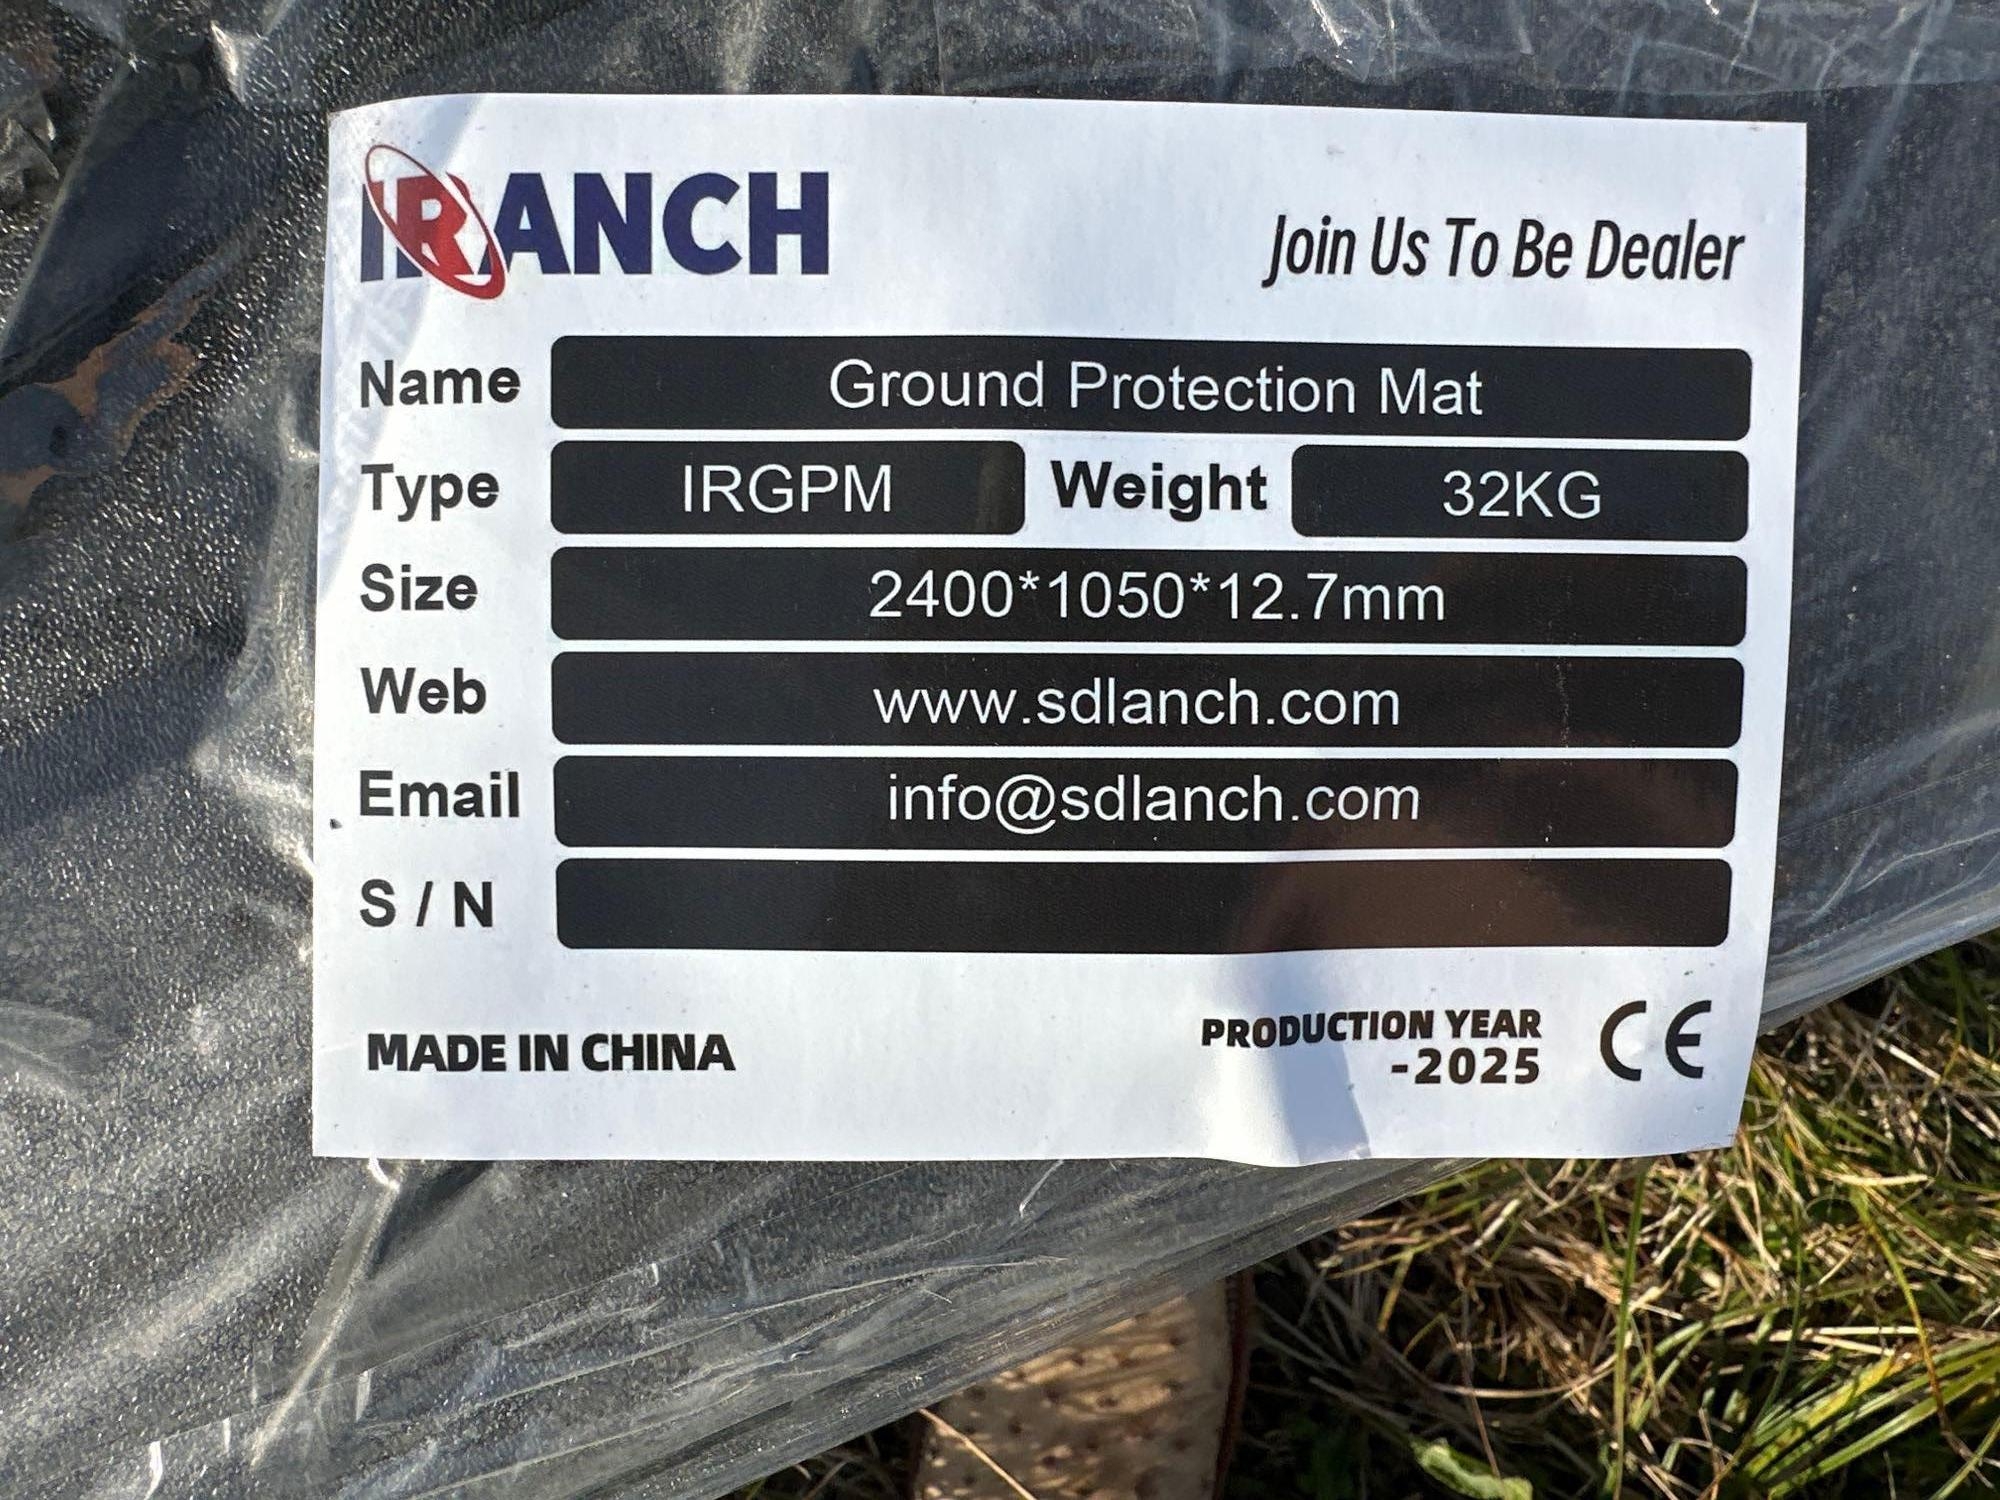 IRANCH
Join Us To Be Dealer
Name Ground Protection Mat
Type IRGPM Weight 32KG
Size 2400*1050*12.7mm
Web www.sdlanch.com
Email info@sdlanch.com
S / N
MADE IN CHINA
PRODUCTION YEAR
-2025
CE